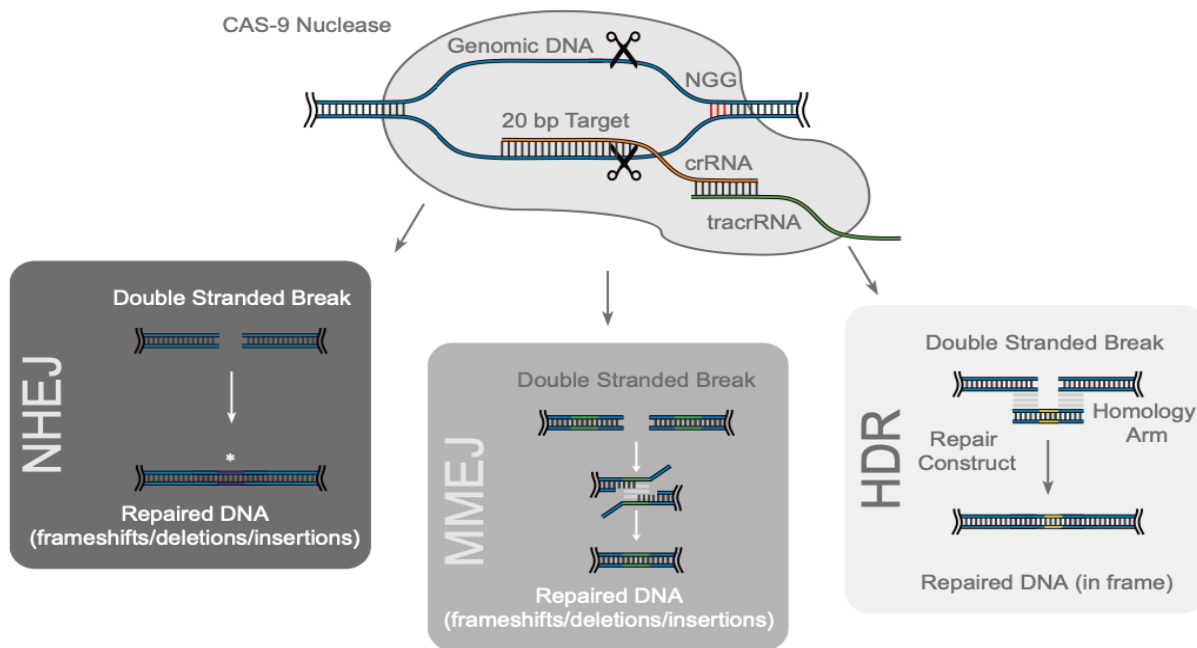 CAS-9 Nuclease
Genomic DNA
NGG
20 bp Target
crRNA
tracrRNA
NHEJ
Double Stranded Break
*
Repaired DNA
(frameshifts/deletions/insertions)
MMEJ
Double Stranded Break
Repaired DNA
(frameshifts/deletions/insertions)
HDR
Double Stranded Break
Homology
Arm
Repair
Construct
Repaired DNA (in frame)